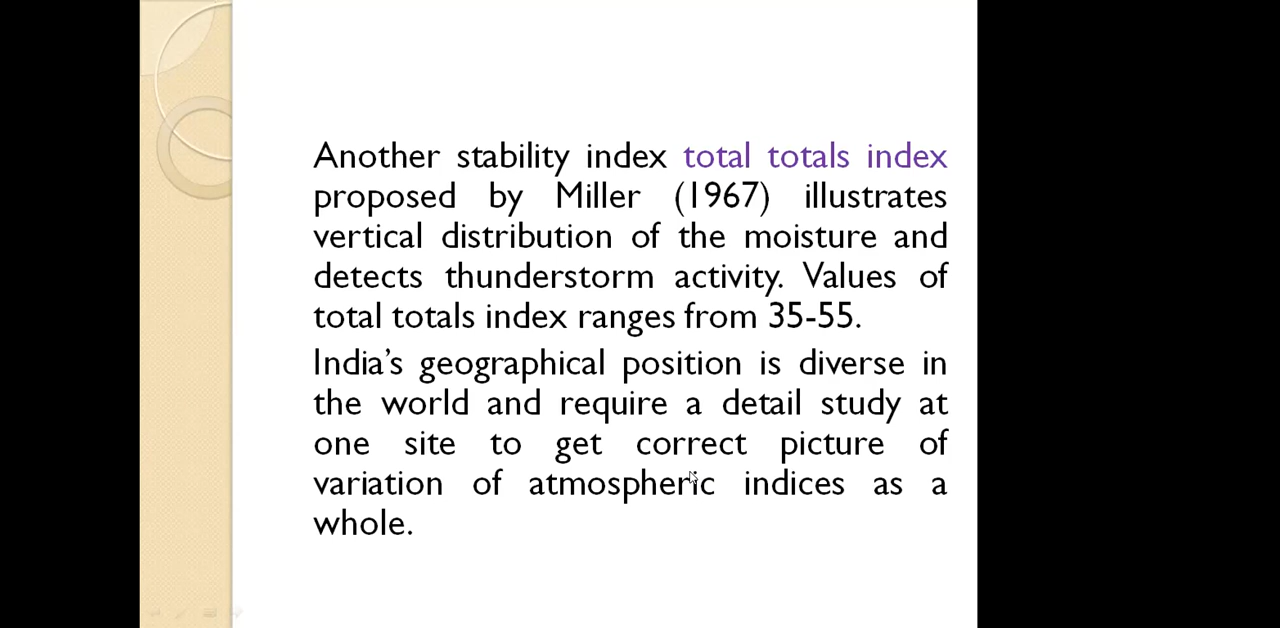 Another stability index total totals index
proposed by Miller (1967) illustrates
vertical distribution of the moisture and
detects thunderstorm activity. Values of
total totals index ranges from 35-55.
India’s geographical position is diverse in
the world and require a detail study at
one site to get correct picture of
variation of atmospheric indices as a
whole.